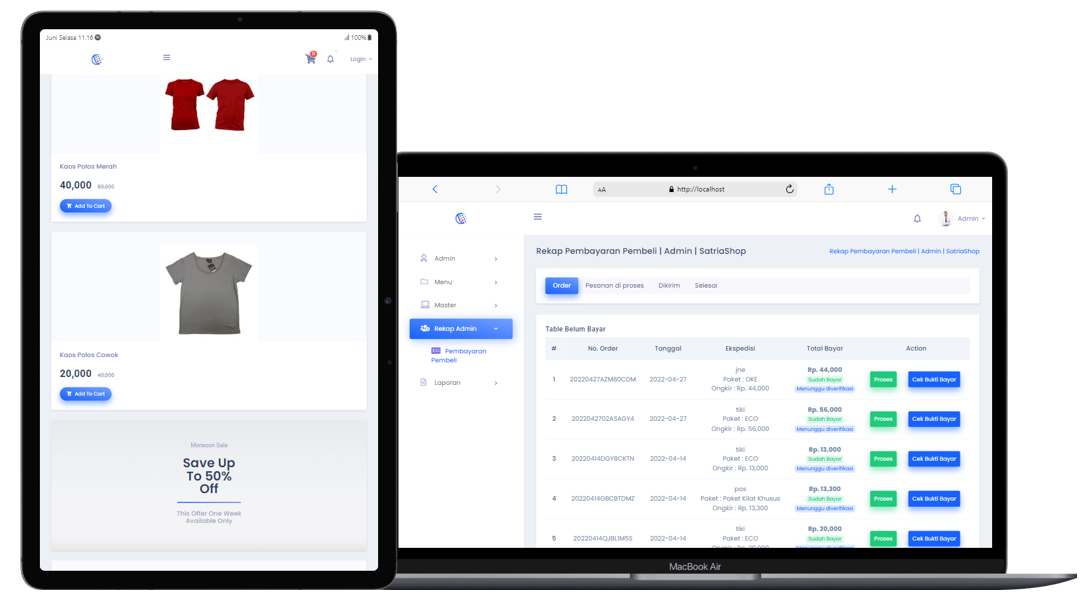 Juni Selasa 11:16
100%
0
Login
Kaos Polos Merah
40,000 80,000
Add To Cart
Kaos Polos Cowok
20,000 40,000
Add To Cart
Monsoon Sale
Save Up
To 50%
Off
This Offer One Week
Available Only
AA
http://localhost
Admin
Rekap Pembayaran Pembeli | Admin | SatriaShop
Rekap Pembayaran Pembeli | Admin | SatriaShop
Admin
Menu
Master
Rekap Admin
Pembayaran
Pembeli
Laporan
Order Pesanan di proses Dikirim Selesai
Table Belum Bayar
# No. Order Tanggal Ekspedisi Total Bayar Action
jne Rp. 44,000
1 20220427AZM80CDM 2022-04-27 Paket : OKE Sudah Bayar Proses Cek Bukti Bayar
Ongkir : Rp. 44,000 Menunggu diverifikasi
tiki Rp. 56,000
2 2022042702ASAGY4 2022-04-27 Paket : ECO Sudah Bayar Proses Cek Bukti Bayar
Ongkir : Rp. 56,000 Menunggu diverifikasi
tiki Rp. 13,000
3 20220414DGYBCKTN 2022-04-14 Paket : ECO Sudah Bayar Proses Cek Bukti Bayar
Ongkir : Rp. 13,000 Menunggu diverifikasi
pos Rp. 13,300
4 20220414GBCBTDMZ 2022-04-14 Paket : Paket Kilat Khusus Sudah Bayar Proses Cek Bukti Bayar
Ongkir : Rp. 13,300 Menunggu diverifikasi
tiki Rp. 20,000
5 20220414QJBL1M5S 2022-04-14 Paket : ECO Sudah Bayar Proses Cek Bukti Bayar
Ongkir : Rp. 20,000 Menunggu diverifikasi
MacBook Air